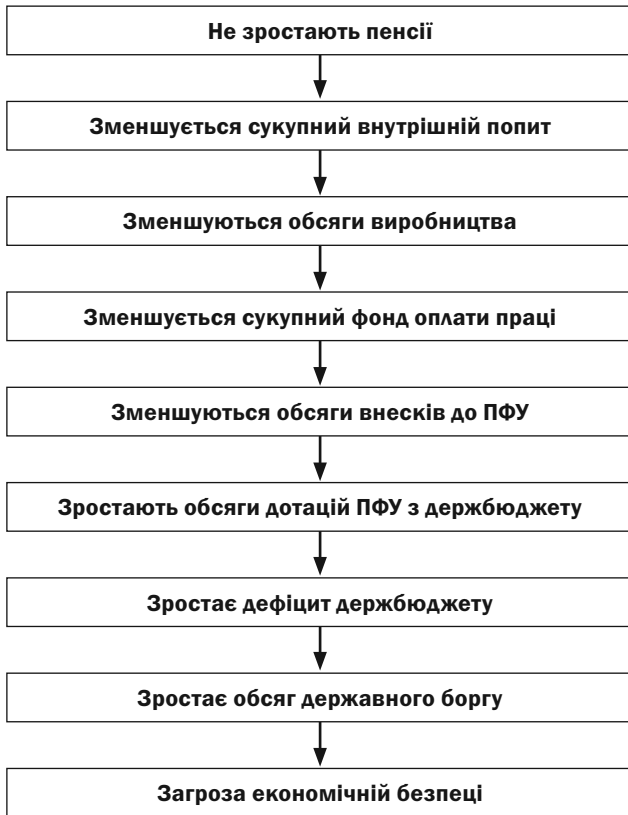 Не зростають пенсії
Зменшується сукупний внутрішній попит
Зменшуються обсяги виробництва
Зменшується сукупний фонд оплати праці
Зменшуються обсяги внесків до ПФУ
Зростають обсяги дотацій ПФУ з держбюджету
Зростає дефіцит держбюджету
Зростає обсяг державного боргу
Загроза економічній безпеці